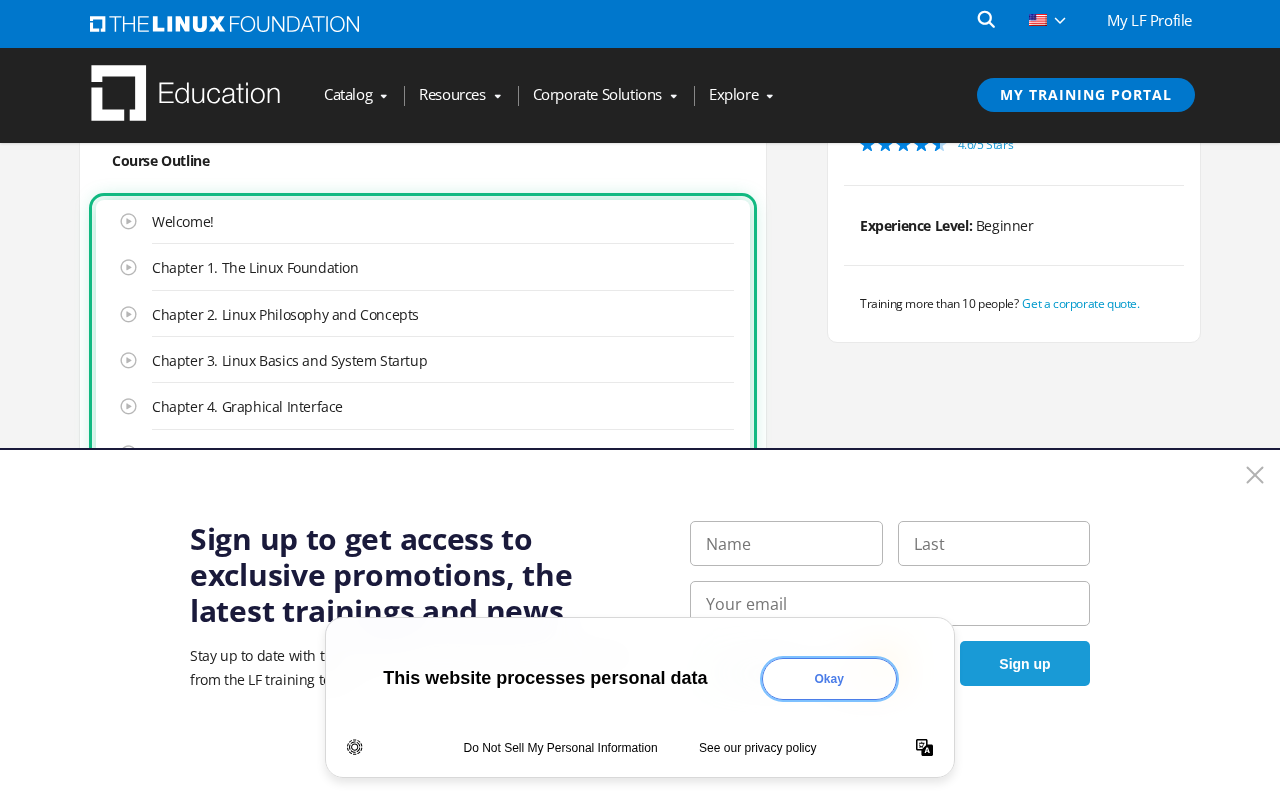 THE LINUX FOUNDATION
My LF Profile
Education
Catalog
Resources
Corporate Solutions
Explore
MY TRAINING PORTAL
Course Outline
Welcome!
Chapter 1. The Linux Foundation
Chapter 2. Linux Philosophy and Concepts
Chapter 3. Linux Basics and System Startup
Chapter 4. Graphical Interface
4.6/5 Stars
Experience Level: Beginner
Training more than 10 people? Get a corporate quote.
Sign up to get access to
exclusive promotions, the
latest trainings and news
Stay up to date with
from the LF training
Name
Last
Your email
Sign up
This website processes personal data
Okay
Do Not Sell My Personal Information
See our privacy policy